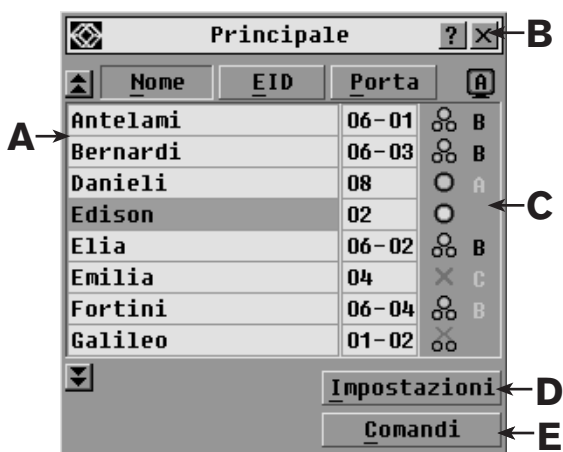 Principale ? X B
Nome EID Porta A
A
Antelami 06-01 B
Bernardi 06-03 B
Danieli 08 A
C
Edison 02
Elia 06-02 B
Emilia 04 C
Fortini 06-04 B
Galileo 01-02
Impostazioni D
Comandi E